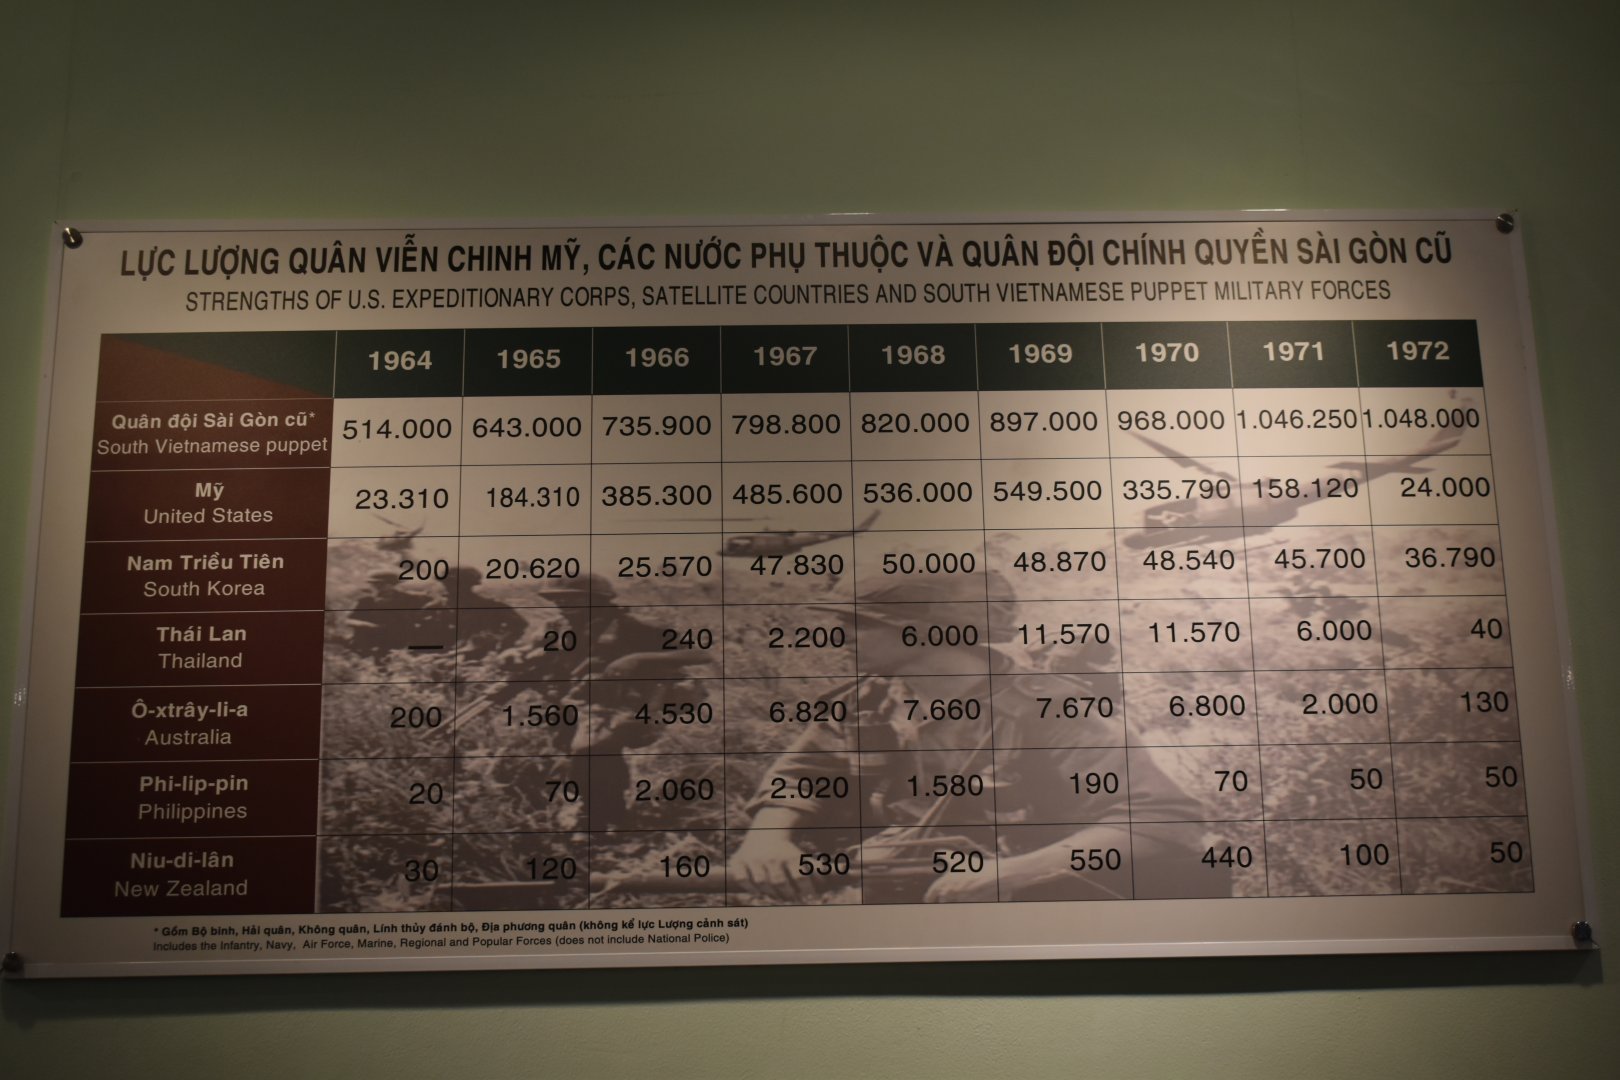 LỰC LƯỢNG QUÂN VIỄN CHINH MỸ, CÁC NƯỚC PHỤ THUỘC VÀ QUÂN ĐỘI CHÍNH QUYỀN SÀI GÒN CŨ
STRENGTHS OF U.S. EXPEDITIONARY CORPS, SATELLITE COUNTRIES AND SOUTH VIETNAMESE PUPPET MILITARY FORCES
1964 1965 1966 1967 1968 1969 1970 1971 1972
Quân đội Sài Gòn cũ*
South Vietnamese puppet
514.000 643.000 735.900 798.800 820.000 897.000 968.000 1.046.250 1.048.000
Mỹ
United States
23.310 184.310 385.300 485.600 536.000 549.500 335.790 158.120 24.000
Nam Triều Tiên
South Korea
200 20.620 25.570 47.830 50.000 48.870 48.540 45.700 36.790
Thái Lan
Thailand
— 20 240 2.200 6.000 11.570 11.570 6.000 40
Ô-xtrây-li-a
Australia
200 1.560 4.530 6.820 7.660 7.670 6.800 2.000 130
Phi-lip-pin
Philippines
20 70 2.060 2.020 1.580 190 70 50 50
Niu-di-lân
New Zealand
30 120 160 530 520 550 440 100 50
* Gồm Bộ binh, Hải quân, Không quân, Lính thủy đánh bộ, Địa phương quân (không kể lực Lượng cảnh sát)
Includes the Infantry, Navy, Air Force, Marine, Regional and Popular Forces (does not include National Police)